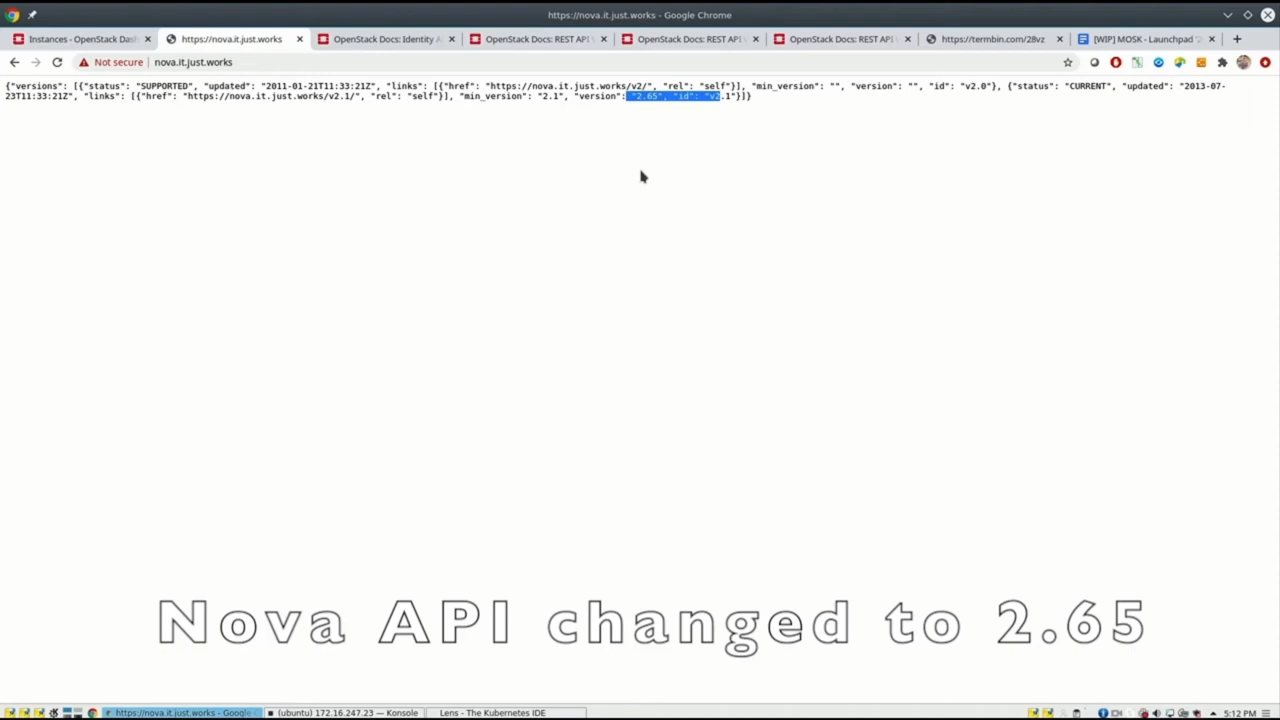 https://nova.it.just.works - Google Chrome
Instances - OpenStack Dash
https://nova.it.just.works
OpenStack Docs: Identity A
OpenStack Docs: REST API V
OpenStack Docs: REST API V
OpenStack Docs: REST API V
https://termbin.com/28vz
[WIP] MOSK - Launchpad "2
Not secure
nova.it.just.works
{"versions": [{"status": "SUPPORTED", "updated": "2011-01-21T11:33:21Z", "links": [{"href": "https://nova.it.just.works/v2/", "rel": "self"}], "min_version": "", "version": "", "id": "v2.0"}, {"status": "CURRENT", "updated": "2013-07-
23T11:33:21Z", "links": [{"href": "https://nova.it.just.works/v2.1/", "rel": "self"}], "min_version": "2.1", "version": "2.65", "id": "v2.1"}]}
Nova API changed to 2.65
https://nova.it.just.works - Google
(ubuntu) 172.16.247.23 — Konsole
Lens - The Kubernetes IDE
5:12 PM